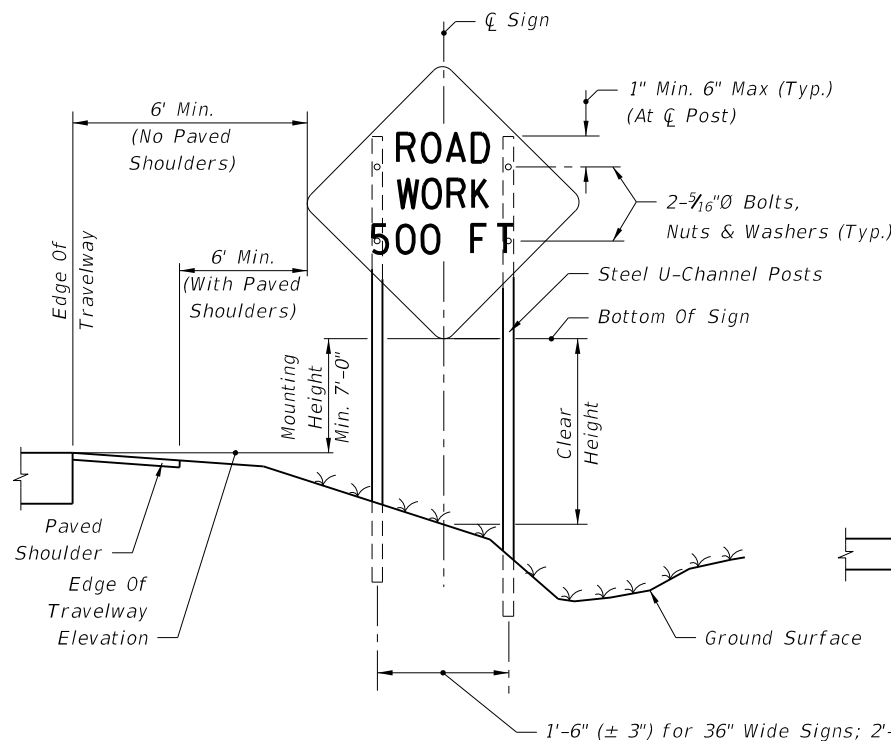 ℄ Sign
6' Min.
(No Paved
Shoulders)
1" Min. 6" Max (Typ.)
(At ℄ Post)
ROAD
WORK
500 FT
2-5/16"Ø Bolts,
Nuts & Washers (Typ.)
Edge Of
Travelway
6' Min.
(With Paved
Shoulders)
Steel U-Channel Posts
Bottom Of Sign
Mounting
Height
Min. 7'-0"
Clear
Height
Paved
Shoulder
Edge Of
Travelway
Elevation
Ground Surface
1'-6" (± 3") for 36" Wide Signs; 2'-